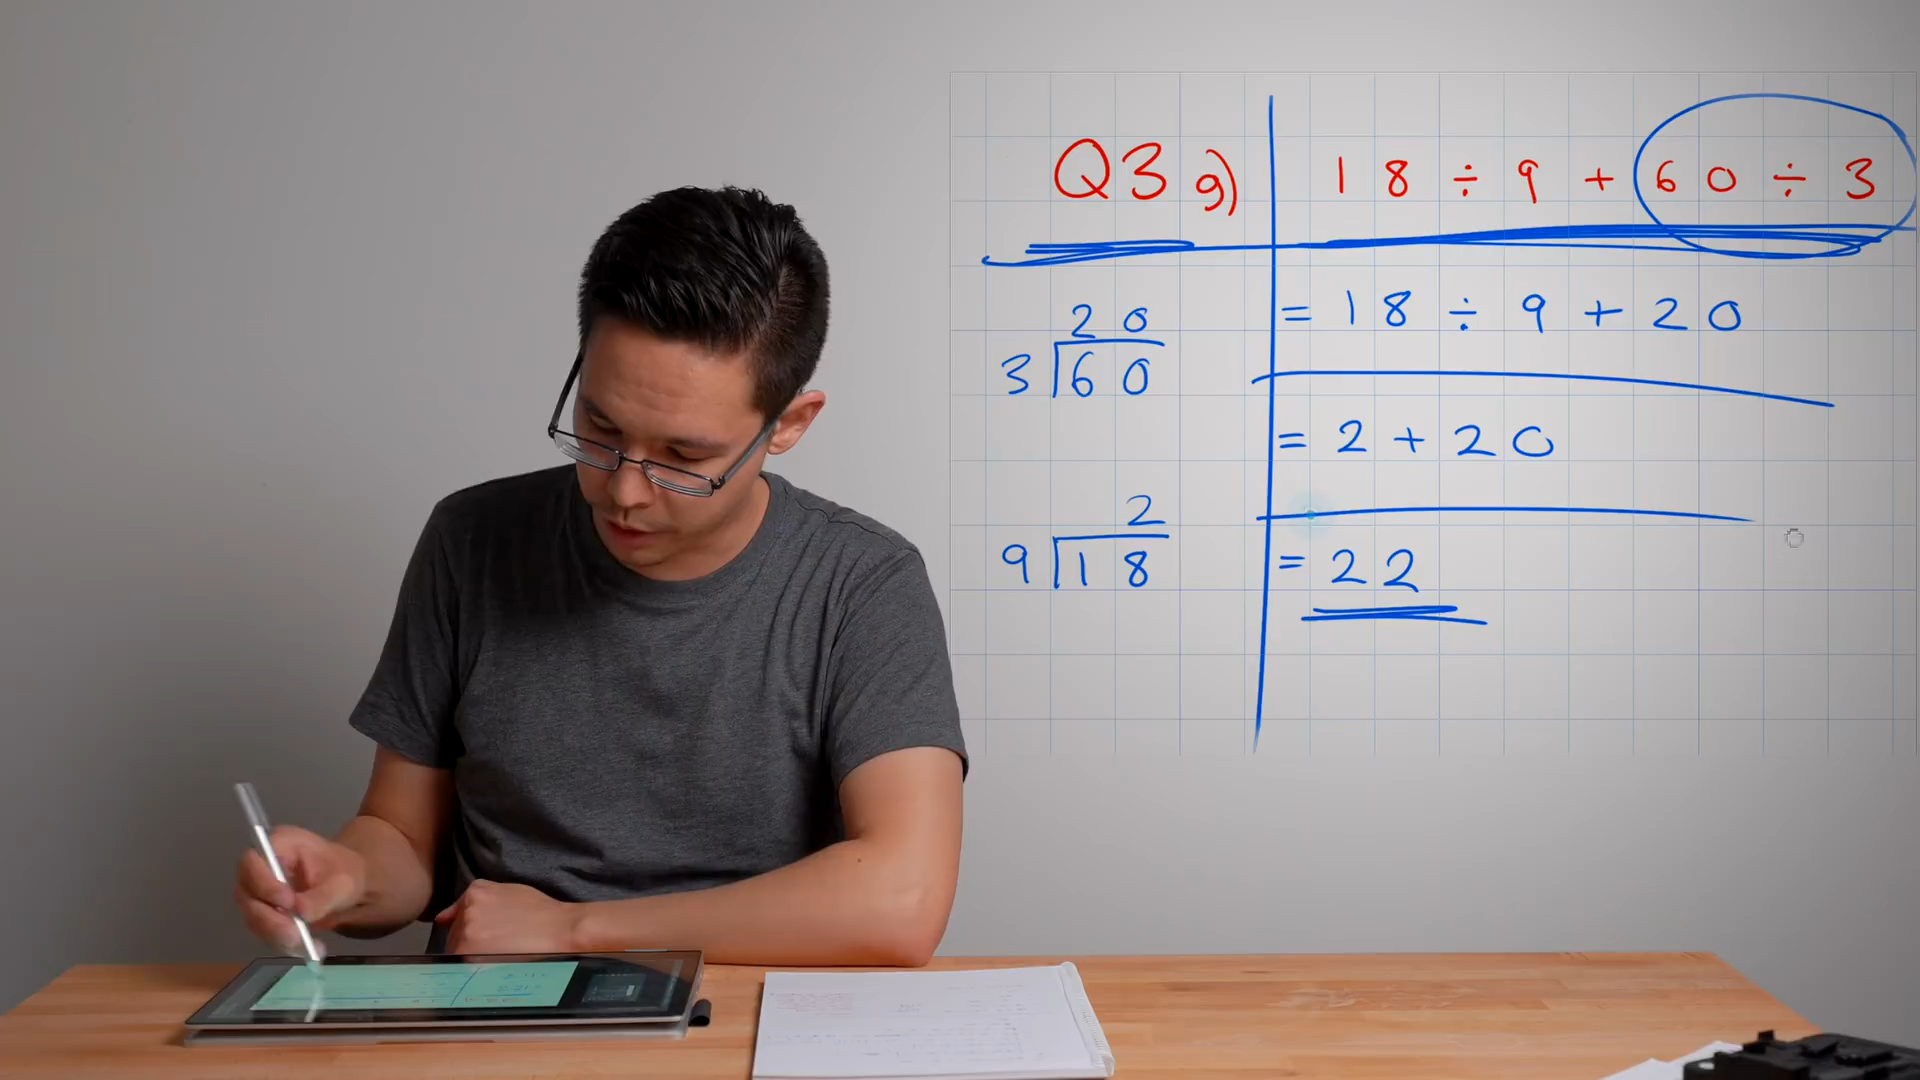 Q3 g) 18 ÷ 9 + 60 ÷ 3
20
3 60
= 18 ÷ 9 + 20
= 2 + 20
2
9 18
= 22